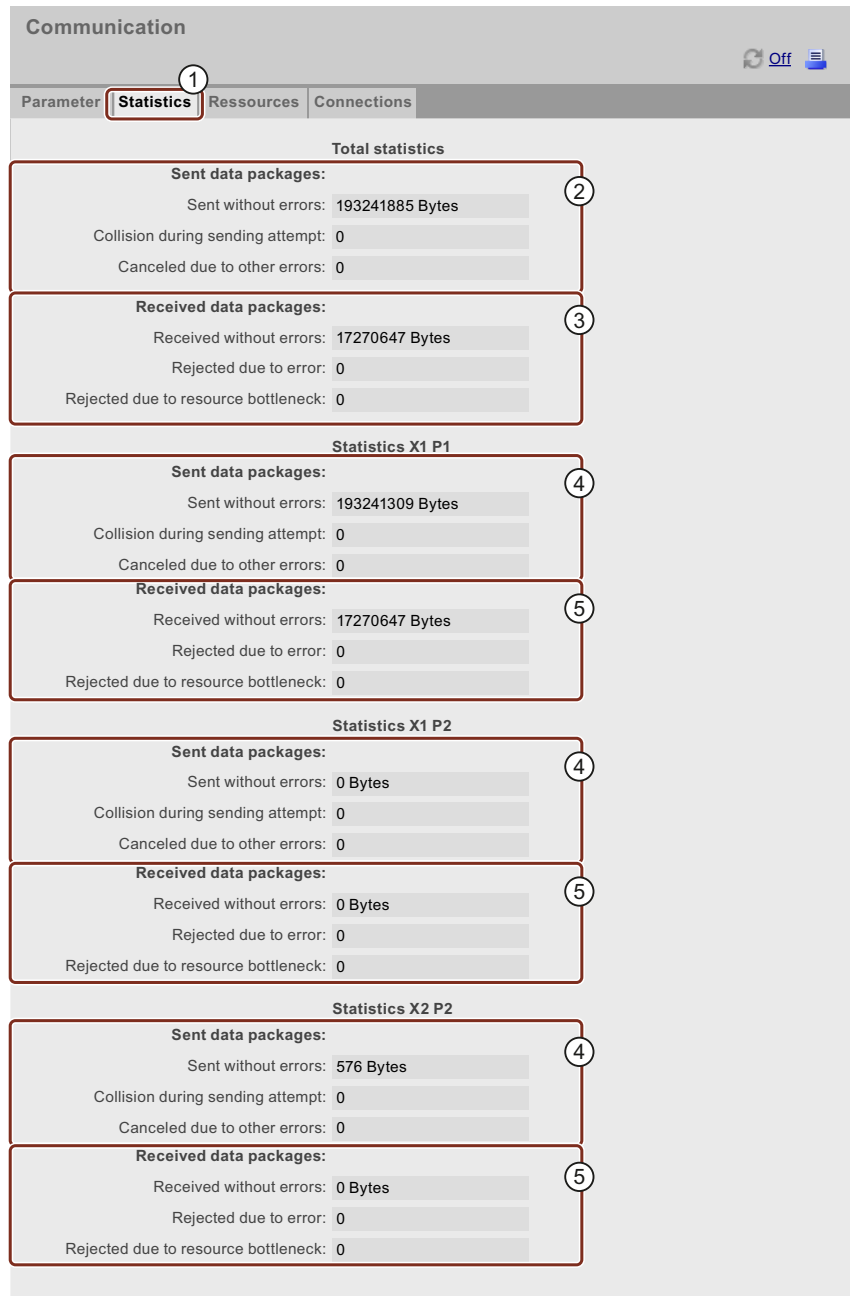 Communication
Off
1
Parameter Statistics Ressources Connections
Total statistics
Sent data packages:
2
Sent without errors: 193241885 Bytes
Collision during sending attempt: 0
Canceled due to other errors: 0
Received data packages:
3
Received without errors: 17270647 Bytes
Rejected due to error: 0
Rejected due to resource bottleneck: 0
Statistics X1 P1
Sent data packages:
4
Sent without errors: 193241309 Bytes
Collision during sending attempt: 0
Canceled due to other errors: 0
Received data packages:
5
Received without errors: 17270647 Bytes
Rejected due to error: 0
Rejected due to resource bottleneck: 0
Statistics X1 P2
Sent data packages:
4
Sent without errors: 0 Bytes
Collision during sending attempt: 0
Canceled due to other errors: 0
Received data packages:
5
Received without errors: 0 Bytes
Rejected due to error: 0
Rejected due to resource bottleneck: 0
Statistics X2 P2
Sent data packages:
4
Sent without errors: 576 Bytes
Collision during sending attempt: 0
Canceled due to other errors: 0
Received data packages:
5
Received without errors: 0 Bytes
Rejected due to error: 0
Rejected due to resource bottleneck: 0